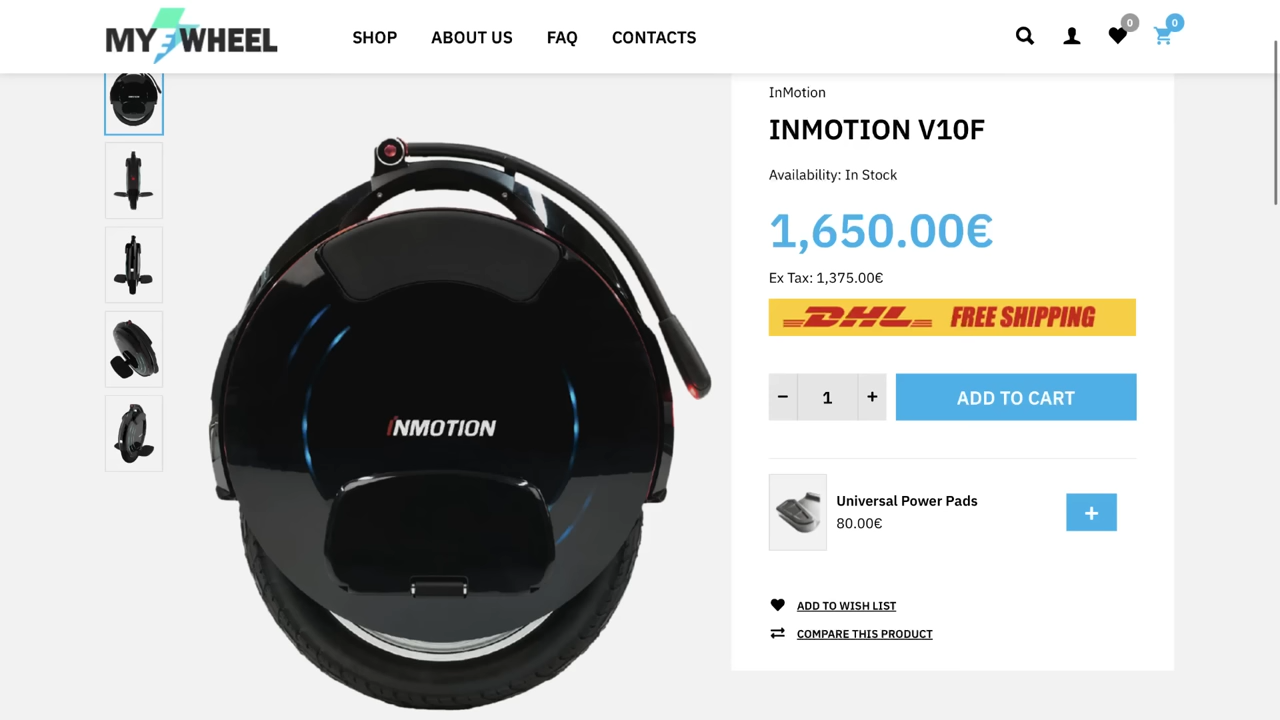 MY EWHEEL
SHOP ABOUT US FAQ CONTACTS
0 0
InMotion
INMOTION V10F
Availability: In Stock
1,650.00€
Ex Tax: 1,375.00€
DHL FREE SHIPPING
− 1 + ADD TO CART
INMOTION
Universal Power Pads
80.00€
+
ADD TO WISH LIST
COMPARE THIS PRODUCT